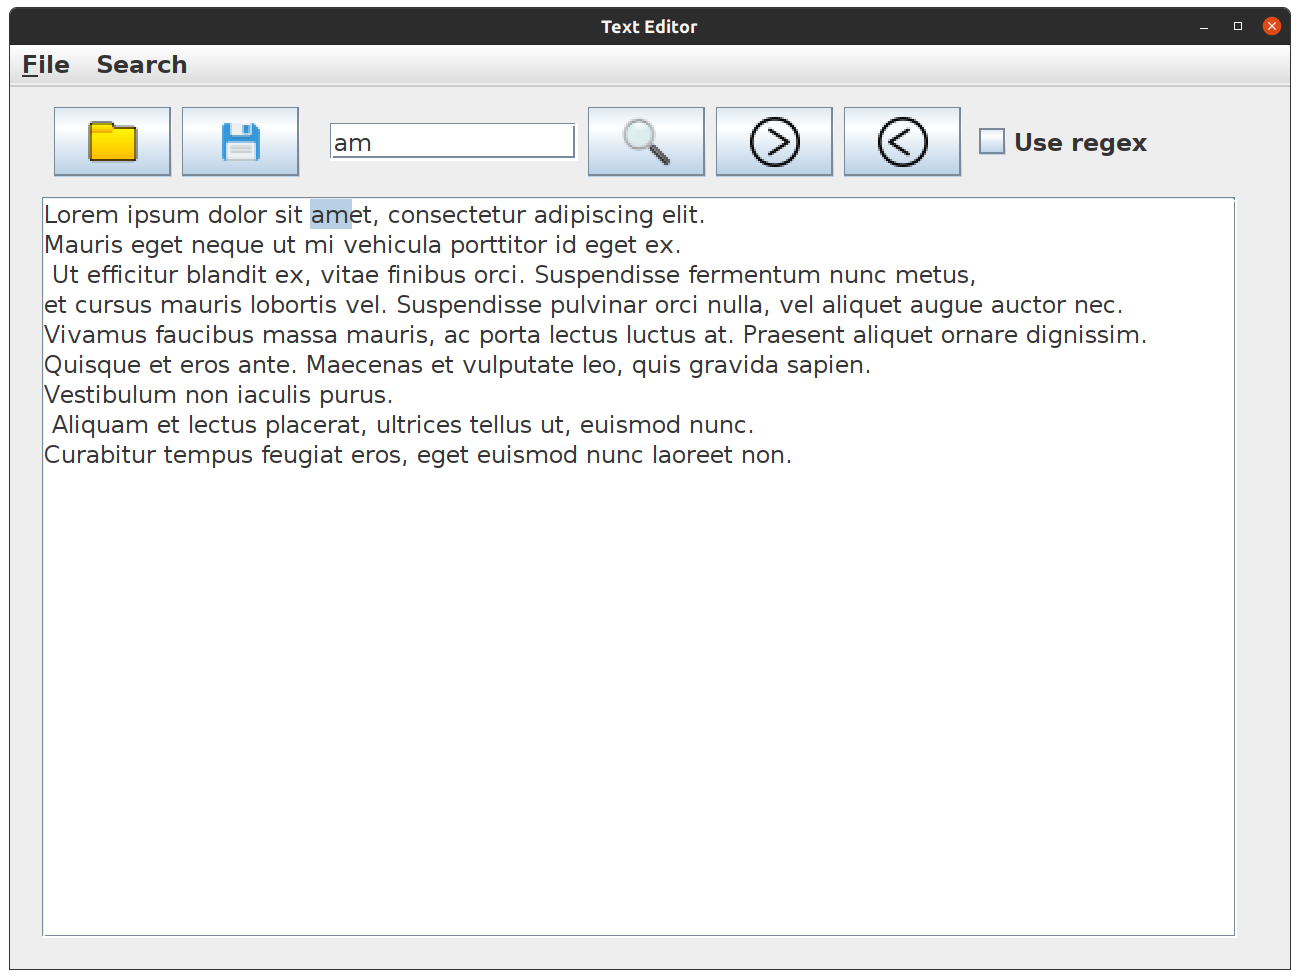 Text Editor
File Search
am
Use regex
Lorem ipsum dolor sit amet, consectetur adipiscing elit.
Mauris eget neque ut mi vehicula porttitor id eget ex.
Ut efficitur blandit ex, vitae finibus orci. Suspendisse fermentum nunc metus,
et cursus mauris lobortis vel. Suspendisse pulvinar orci nulla, vel aliquet augue auctor nec.
Vivamus faucibus massa mauris, ac porta lectus luctus at. Praesent aliquet ornare dignissim.
Quisque et eros ante. Maecenas et vulputate leo, quis gravida sapien.
Vestibulum non iaculis purus.
Aliquam et lectus placerat, ultrices tellus ut, euismod nunc.
Curabitur tempus feugiat eros, eget euismod nunc laoreet non.